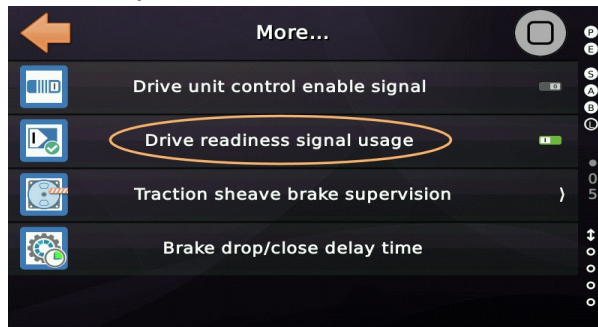 More...
P
E
Drive unit control enable signal
S
A
B
L
Drive readiness signal usage
Traction sheave brake supervision
0
5
Brake drop/close delay time